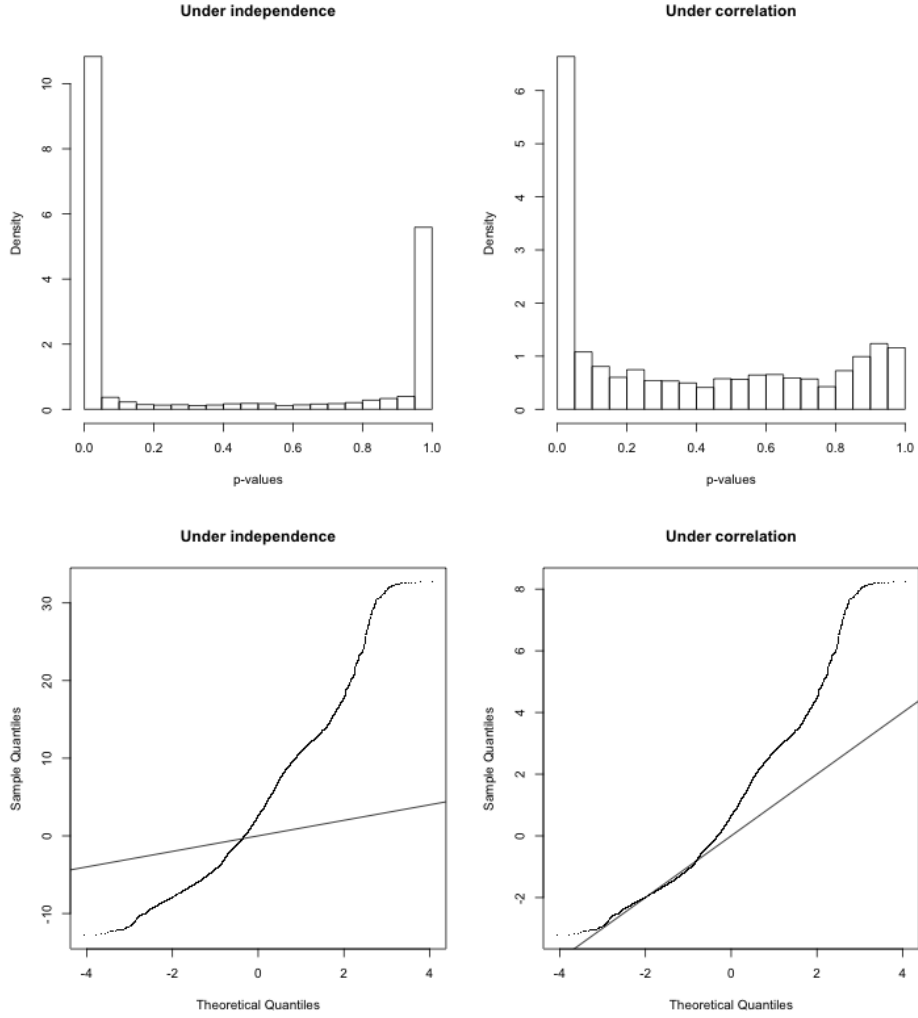 Under independence
Under correlation
Density
0 2 4 6 8 10
0.0 0.2 0.4 0.6 0.8 1.0
p-values
Density
0 1 2 3 4 5 6
0.0 0.2 0.4 0.6 0.8 1.0
p-values
Under independence
Under correlation
Sample Quantiles
-10 0 10 20 30
-4 -2 0 2 4
Theoretical Quantiles
Sample Quantiles
-2 0 2 4 6 8
-4 -2 0 2 4
Theoretical Quantiles